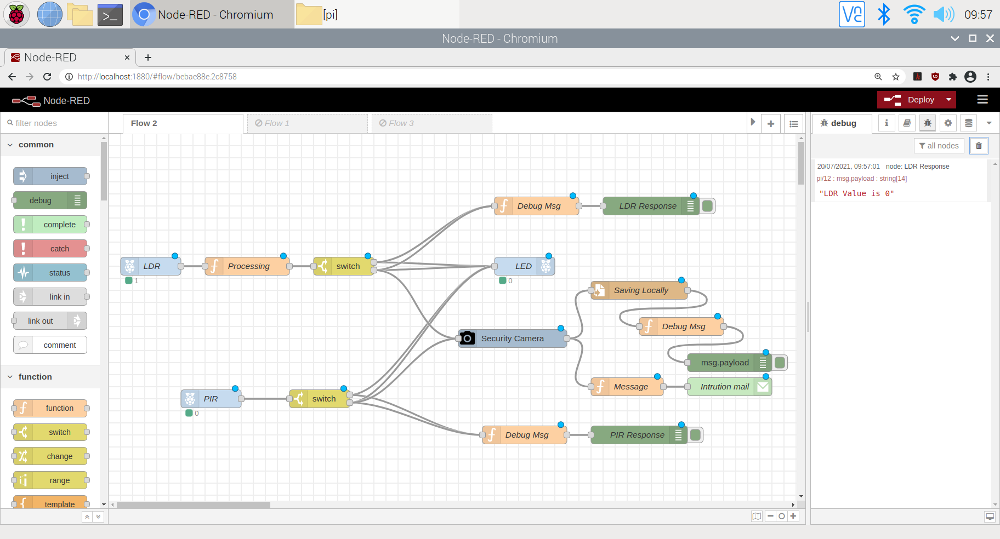 Node-RED - Chromium
[pi]
09:57
Node-RED - Chromium
Node-RED
http://localhost:1880/#flow/bebae88e.2c8758
Node-RED
Deploy
filter nodes
Flow 2
Flow 1
Flow 3
debug
all nodes
common
inject
debug
complete
catch
status
link in
link out
comment
function
function
switch
change
range
template
20/07/2021, 09:57:01 node: LDR Response
pi/12 : msg.payload : string[14]
"LDR Value is 0"
Debug Msg
LDR Response
LDR
1
Processing
switch
LED
0
Saving Locally
Debug Msg
Security Camera
msg.payload
Message
Intrution mail
PIR
0
switch
Debug Msg
PIR Response